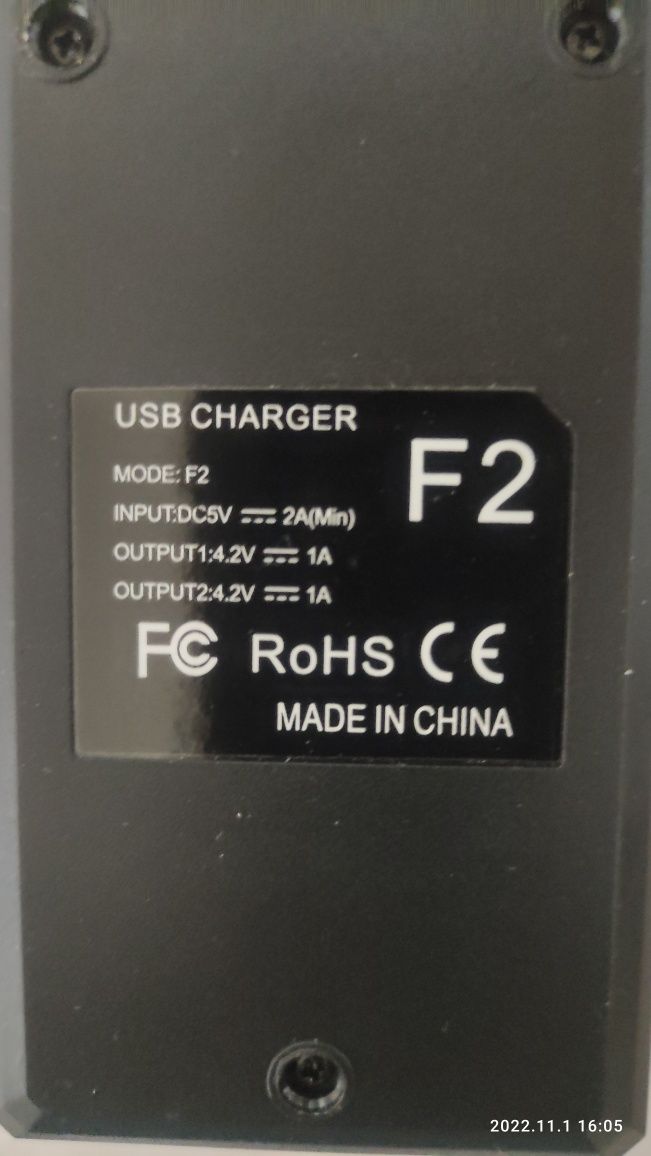 USB CHARGER
F2
MODE: F2
INPUT:DC5V ⎓ 2A(Min)
OUTPUT1:4.2V ⎓ 1A
OUTPUT2:4.2V ⎓ 1A
FC RoHS CE
MADE IN CHINA
2022.11.1 16:05